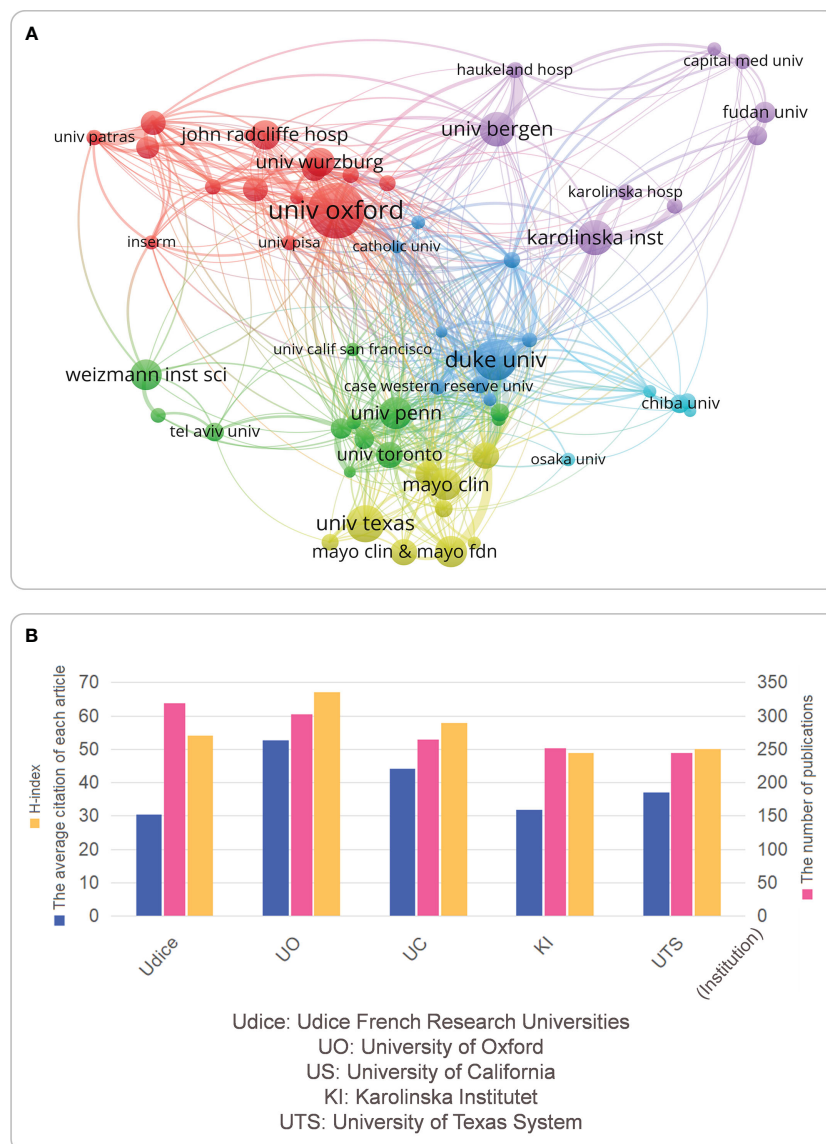 A
haukeland hosp
capital med univ
fudan univ
univ bergen
univ patras
john radcliffe hosp
univ wurzburg
karolinska hosp
univ oxford
karolinska inst
inserm
univ pisa
catholic univ
univ calif san francisco
duke univ
weizmann inst sci
case western reserve univ
chiba univ
univ penn
tel aviv univ
univ toronto
osaka univ
mayo clin
univ texas
mayo clin & mayo fdn
B
H-index
The average citation of each article
70
60
50
40
30
20
10
0
350
300
250
200
150
100
50
0
The number of publications
Udice
UO
UC
KI
UTS
(Institution)
Udice: Udice French Research Universities
UO: University of Oxford
US: University of California
KI: Karolinska Institutet
UTS: University of Texas System